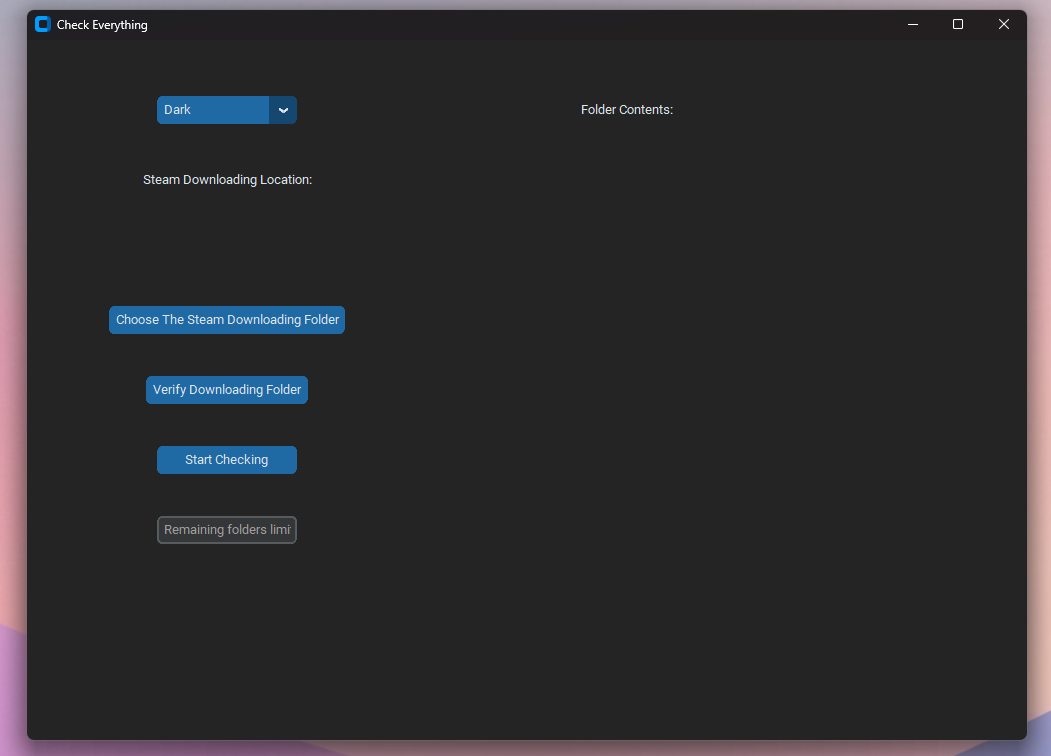 Check Everything
Dark
Folder Contents:
Steam Downloading Location:
Choose The Steam Downloading Folder
Verify Downloading Folder
Start Checking
Remaining folders limi